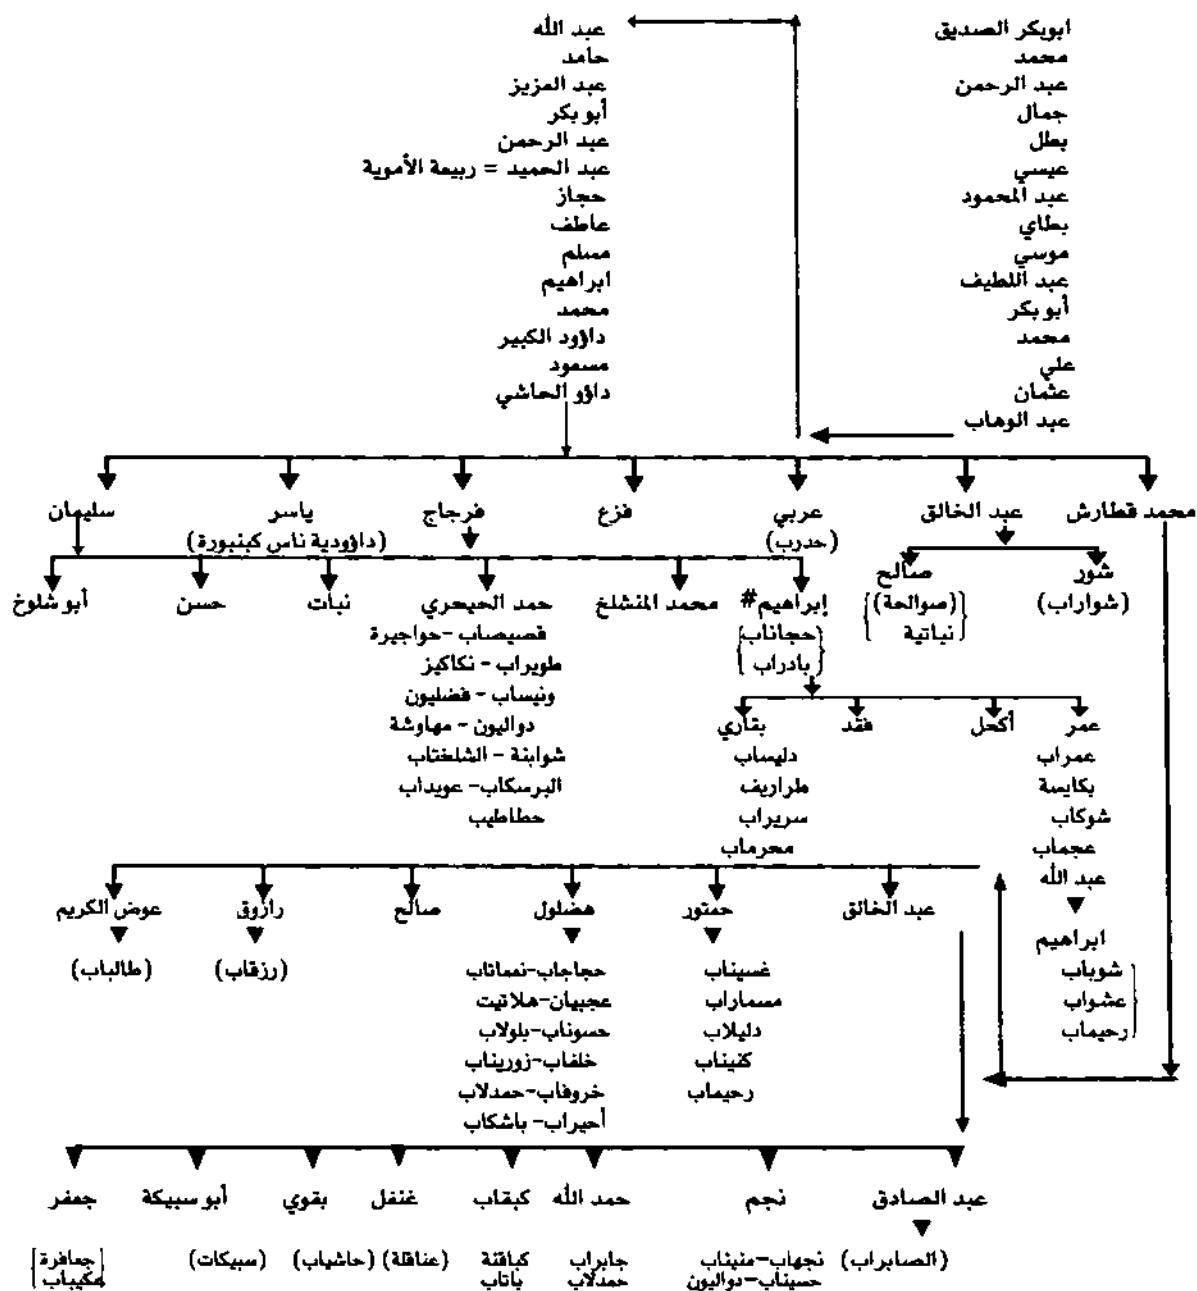 ابوبكر الصديق
محمد
عبد الرحمن
جمال
بطل
عيسي
عبد المحمود
بطاي
موسي
عبد اللطيف
أبو بكر
محمد
علي
عثمان
عبد الوهاب
عبد الله
حامد
عبد العزيز
أبو بكر
عبد الرحمن
عبد الحميد = ربيعة الأموية
حجاز
عاطف
مسلم
ابراهيم
محمد
داؤود الكبير
مسعود
داؤو الحاشي
محمد قطارش
عبد الخالق
عربي
(حدرب)
فزع
فرجاج
ياسر
(داؤودية ناس كبنبورة)
سليمان
شور
(شواراب)
صالح
(صوالحة)
نباتية
إبراهيم#
حجاناب
بادراب
محمد المنشلخ
حمد الحيحري
قصيصاب -حواجيرة
طويراب - نكاكيز
ونيساب - فضليون
دواليون - مهاوشة
شوابنة - الشلختاب
البرسكاب- عويداب
حطاطيب
نبات
حسن
أبو شلوخ
عمر
عمراب
بكايسة
شوكاب
عجماب
عبد الله
ابراهيم
شوباب
عشواب
رحيماب
أكحل
فقد
بقاري
دليساب
طراريف
سريراب
محرماب
عبد الخالق
حمتور
غسيناب
مسماراب
دليلاب
كنيناب
رحيماب
هضلول
حجاجاب-نعماناب
عجبيان-هلاتيت
حسوناب-بلولاب
خلفاب-زوريناب
خروفاب-حمدلاب
أحيراب- باشكاب
صالح
رازوق
(رزقاب)
عوض الكريم
(طالباب)
عبد الصادق
(الصابراب)
نجم
نجهاب-منيناب
حسيناب-دواليون
حمد الله
جابراب
حمدلاب
كبقاب
كباقنة
ياتاب
غنفل
(عنافلة)
بقوي
(حاشياب)
أبو سبيكة
(سبيكات)
جعفر
جعافرة
عكيباب